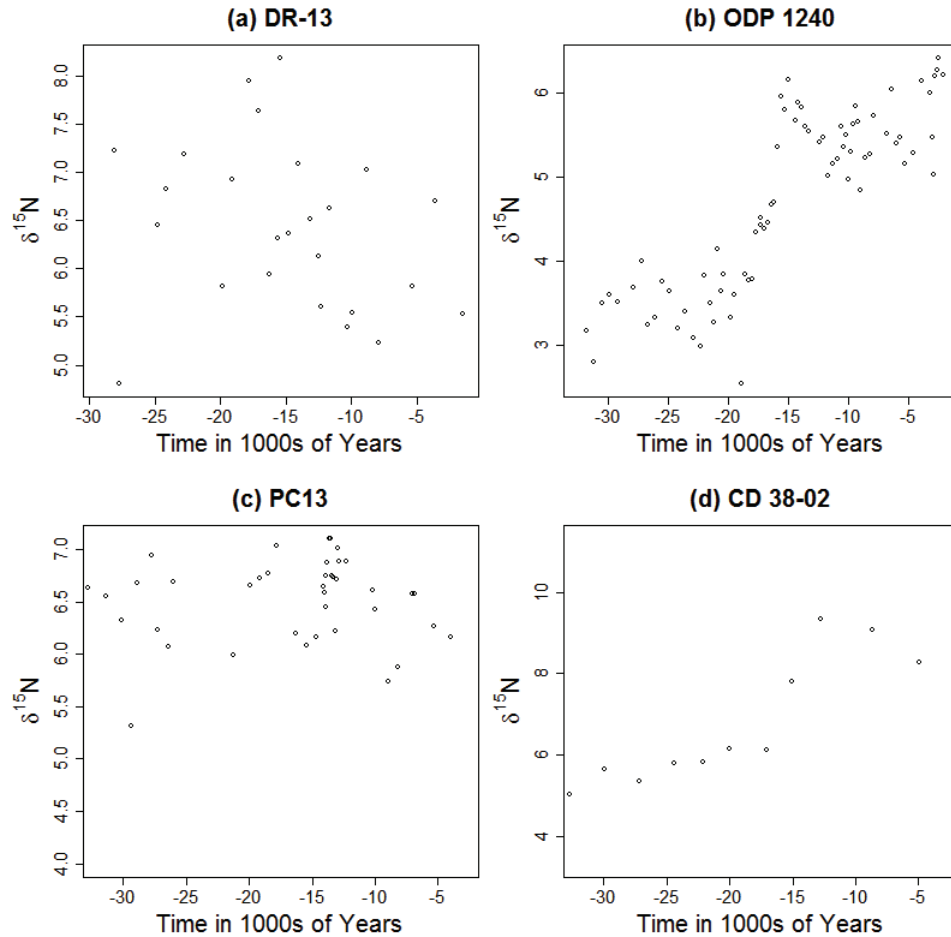 (a) DR-13
δ15N
5.0 5.5 6.0 6.5 7.0 7.5 8.0
-30 -25 -20 -15 -10 -5
Time in 1000s of Years
(b) ODP 1240
δ15N
3 4 5 6
-30 -25 -20 -15 -10 -5
Time in 1000s of Years
(c) PC13
δ15N
4.0 4.5 5.0 5.5 6.0 6.5 7.0
-30 -25 -20 -15 -10 -5
Time in 1000s of Years
(d) CD 38-02
δ15N
4 6 8 10
-30 -25 -20 -15 -10 -5
Time in 1000s of Years